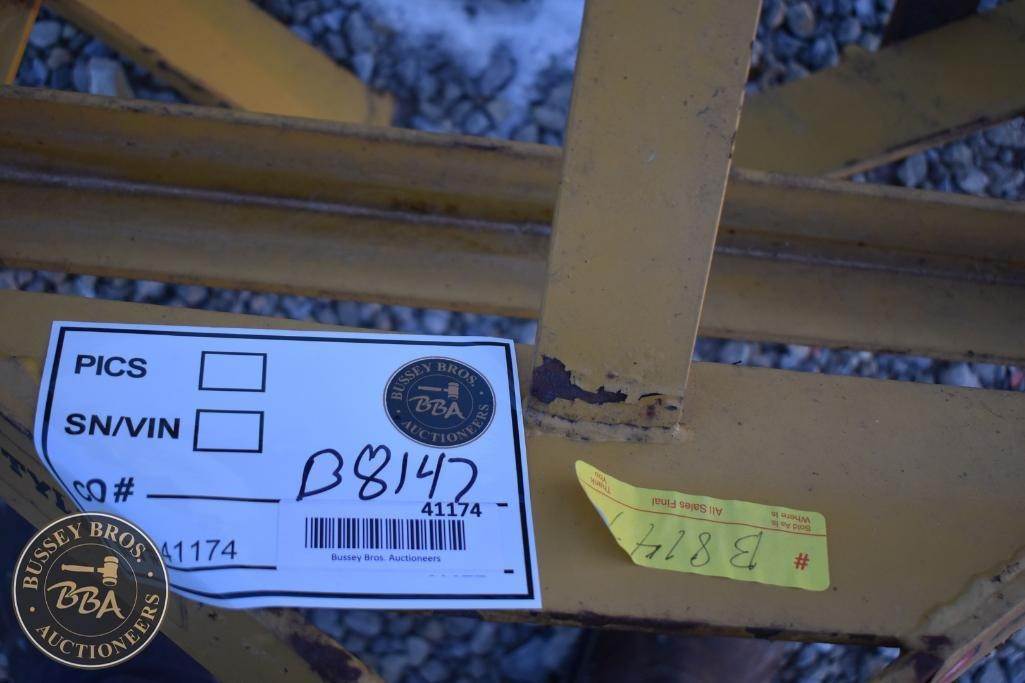 PICS
SN/VIN
#
BUSSEY BROS.
BBA
AUCTIONEERS
B8147
41174
Bussey Bros. Auctioneers
41174
# B814
Sold As Is
Where Is
All Sales Final
Thank
You
BUSSEY BROS.
BBA
AUCTIONEERS